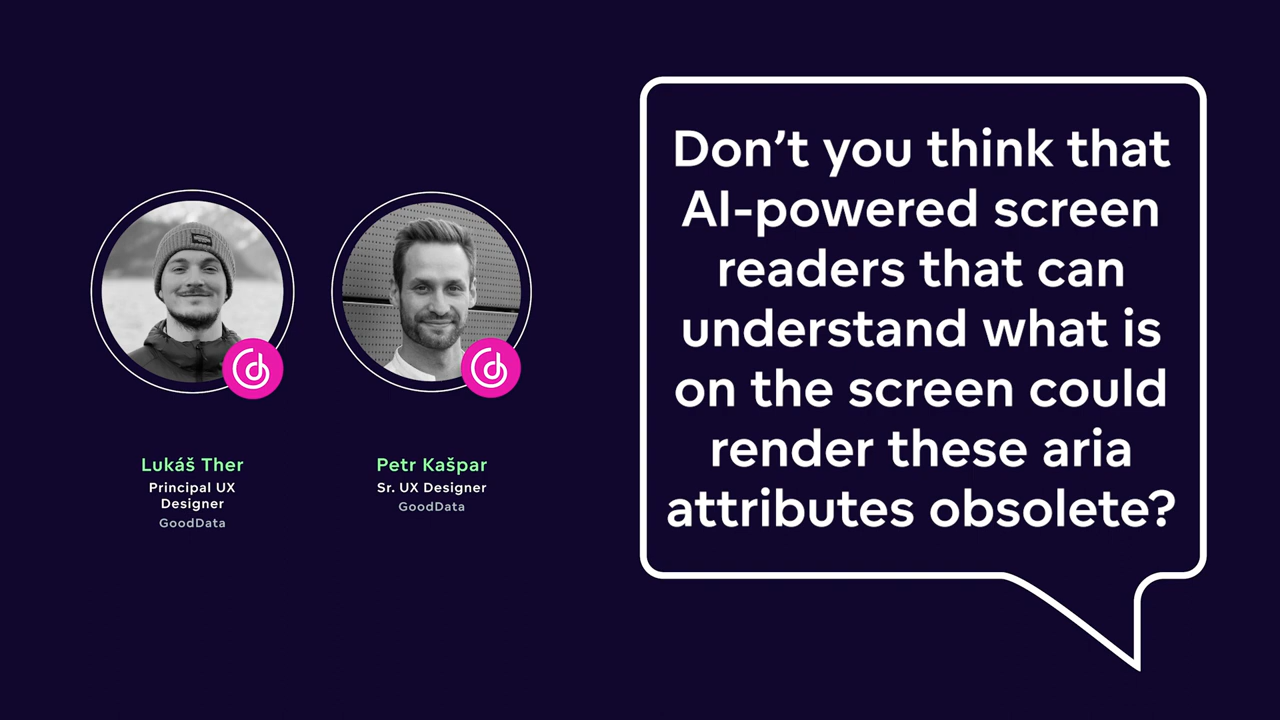 Don’t you think that
AI-powered screen
readers that can
understand what is
on the screen could
render these aria
attributes obsolete?
Lukáš Ther
Principal UX
Designer
GoodData
Petr Kašpar
Sr. UX Designer
GoodData